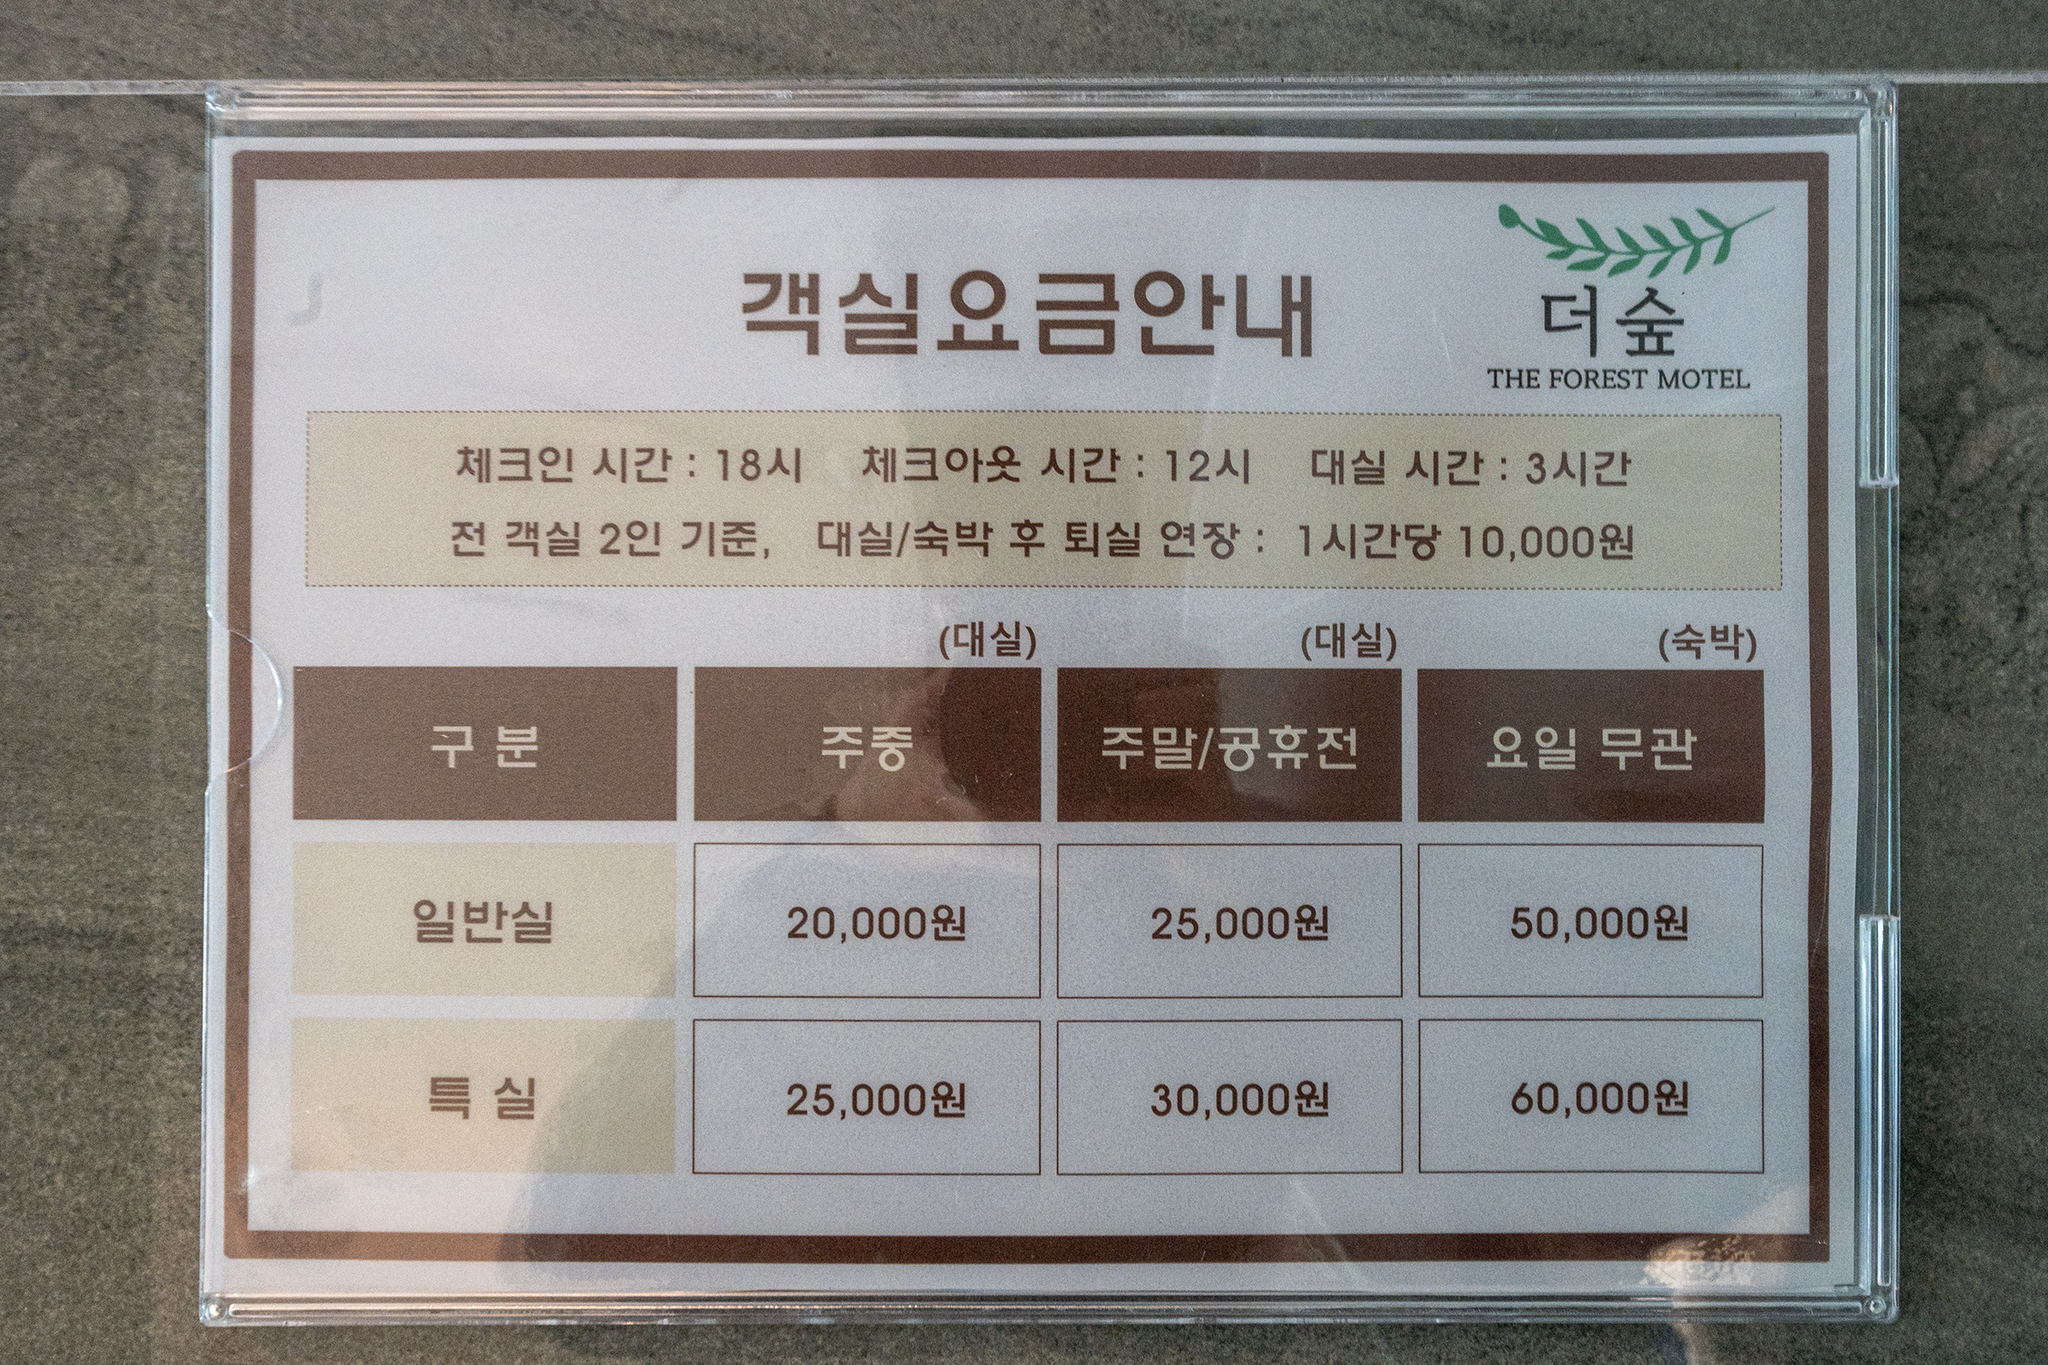 객실요금안내
더숲
THE FOREST MOTEL
체크인 시간 : 18시 체크아웃 시간 : 12시 대실 시간 : 3시간
전 객실 2인 기준, 대실/숙박 후 퇴실 연장 : 1시간당 10,000원
(대실) (대실) (숙박)
구 분 주중 주말/공휴전 요일 무관
일반실 20,000원 25,000원 50,000원
특 실 25,000원 30,000원 60,000원